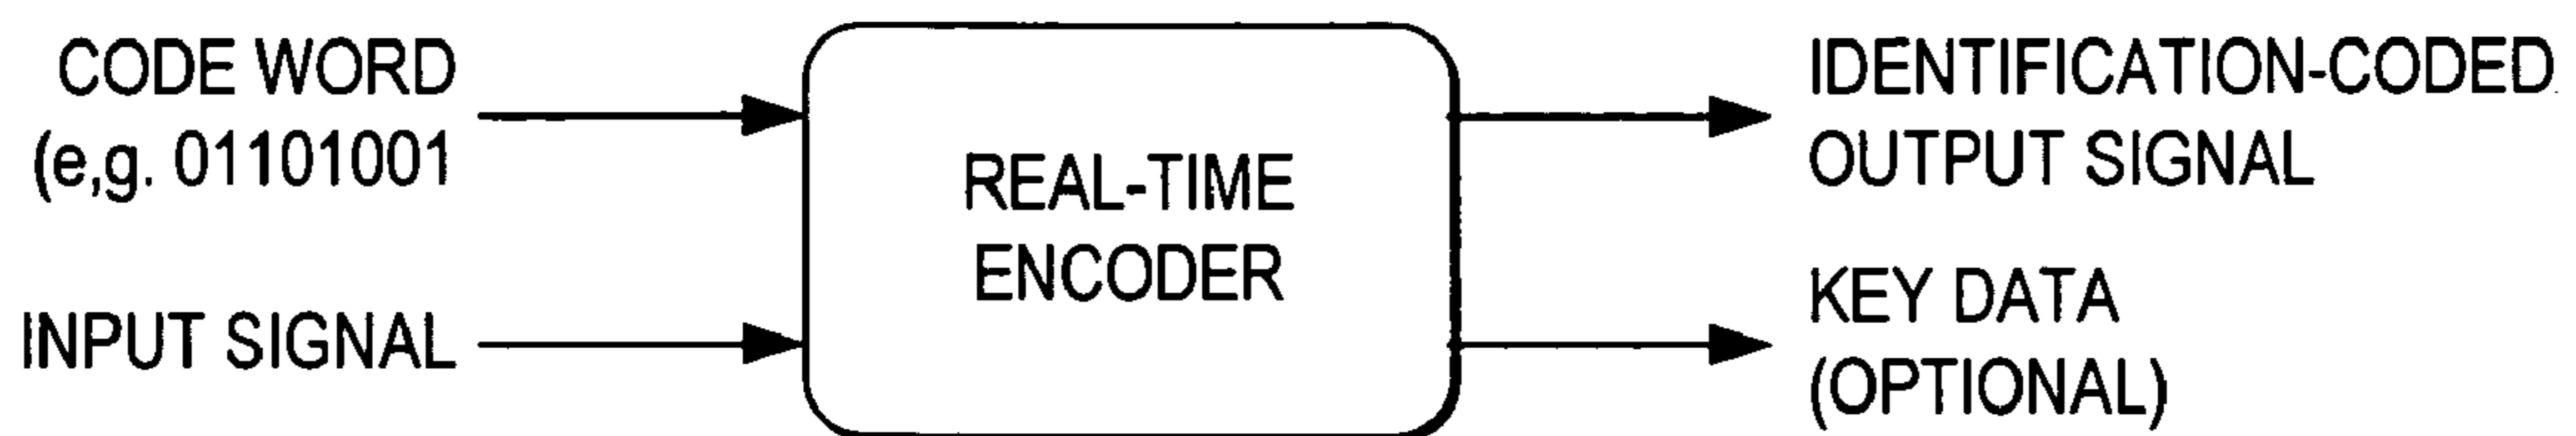 CODE WORD
(e,g. 01101001
INPUT SIGNAL
REAL-TIME
ENCODER
IDENTIFICATION-CODED
OUTPUT SIGNAL
KEY DATA
(OPTIONAL)